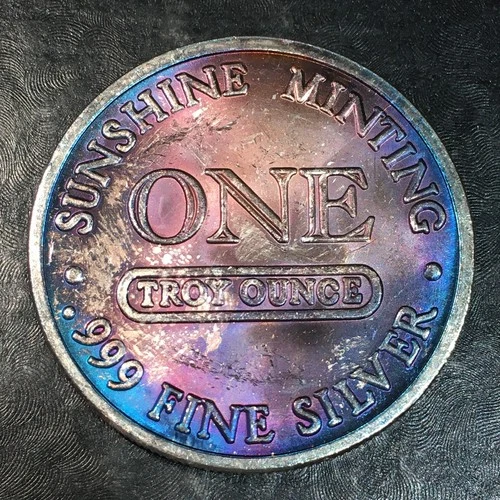 SUNSHINE MINTING
ONE
TROY OUNCE
.999 FINE SILVER